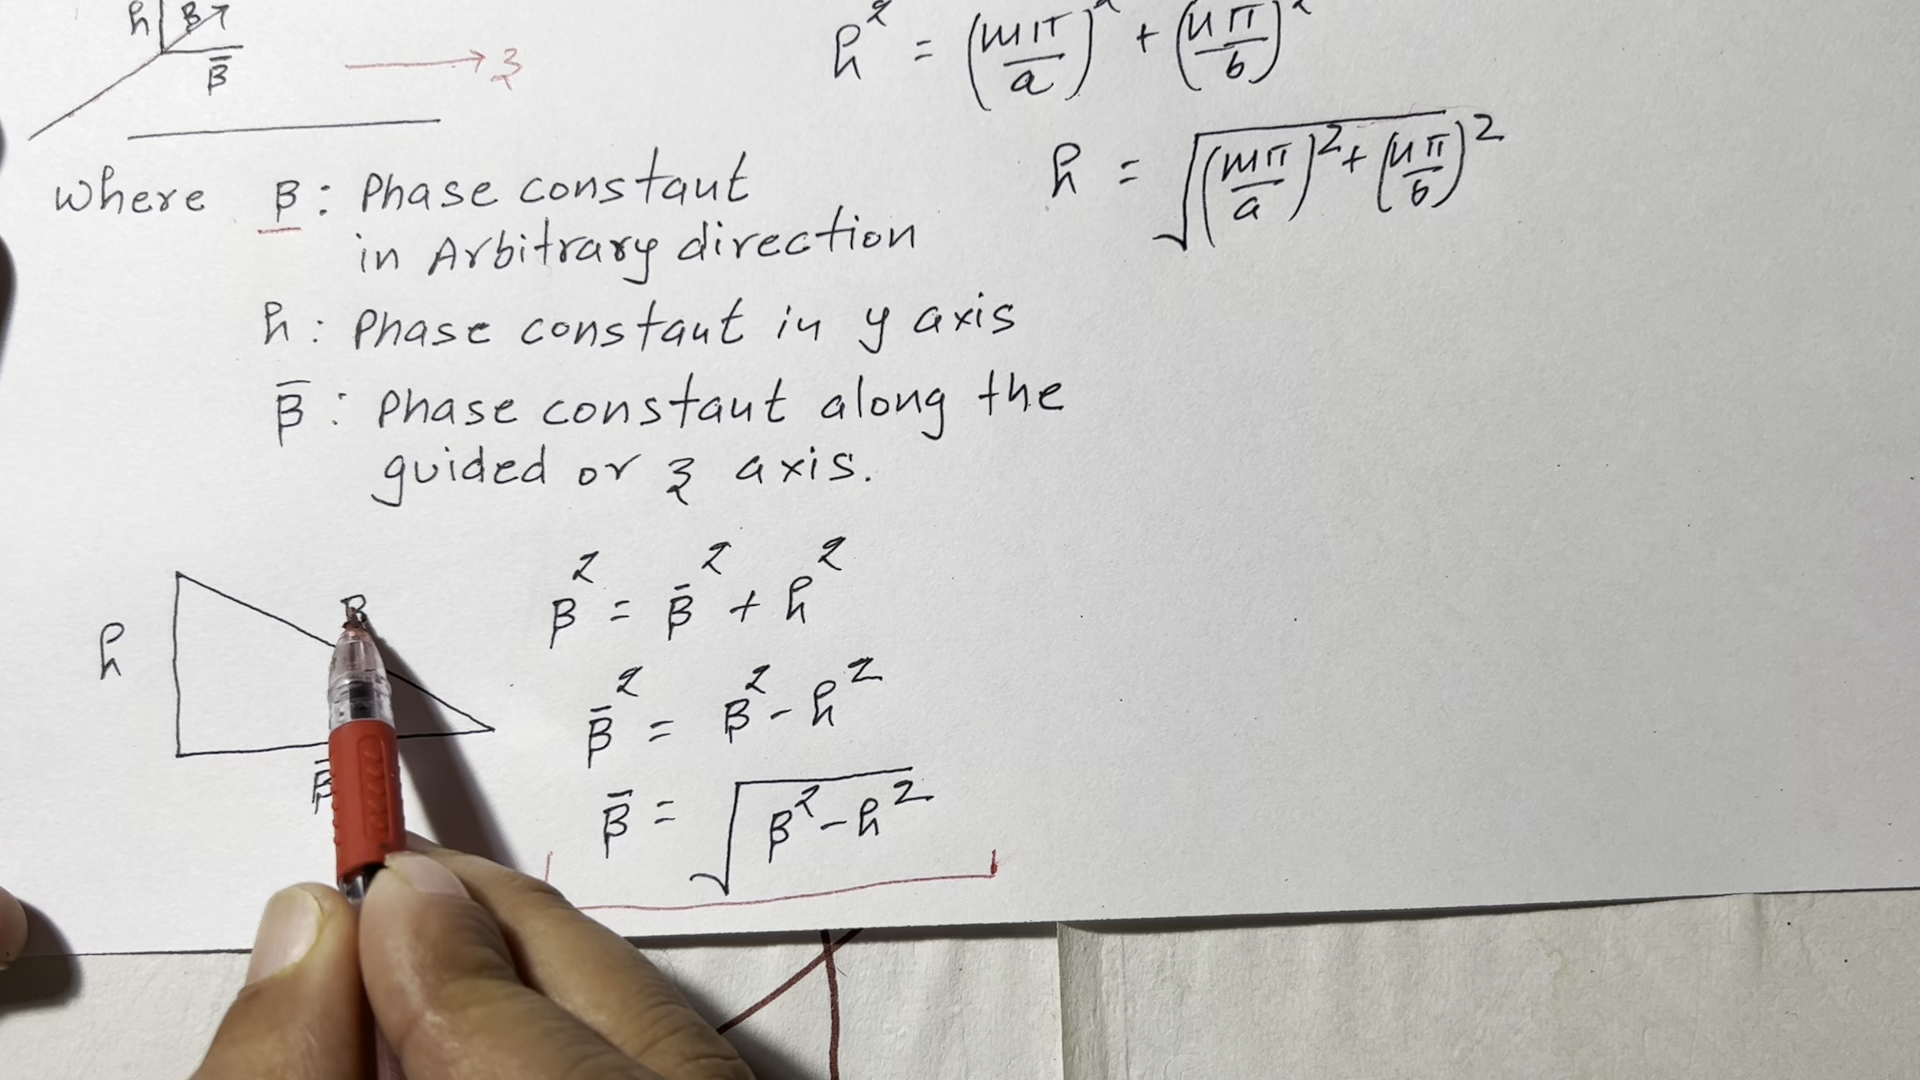 h β
β̄
→ z
where β : Phase constant
in Arbitrary direction
h : Phase constant in y axis
β̄ : Phase constant along the
guided or z axis.
h
β
β̄
β² = β̄² + h²
β̄² = β² - h²
β̄ = √(β² - h²)
h² = (mπ/a)² + (nπ/b)²
h = √((mπ/a)² + (nπ/b)²)